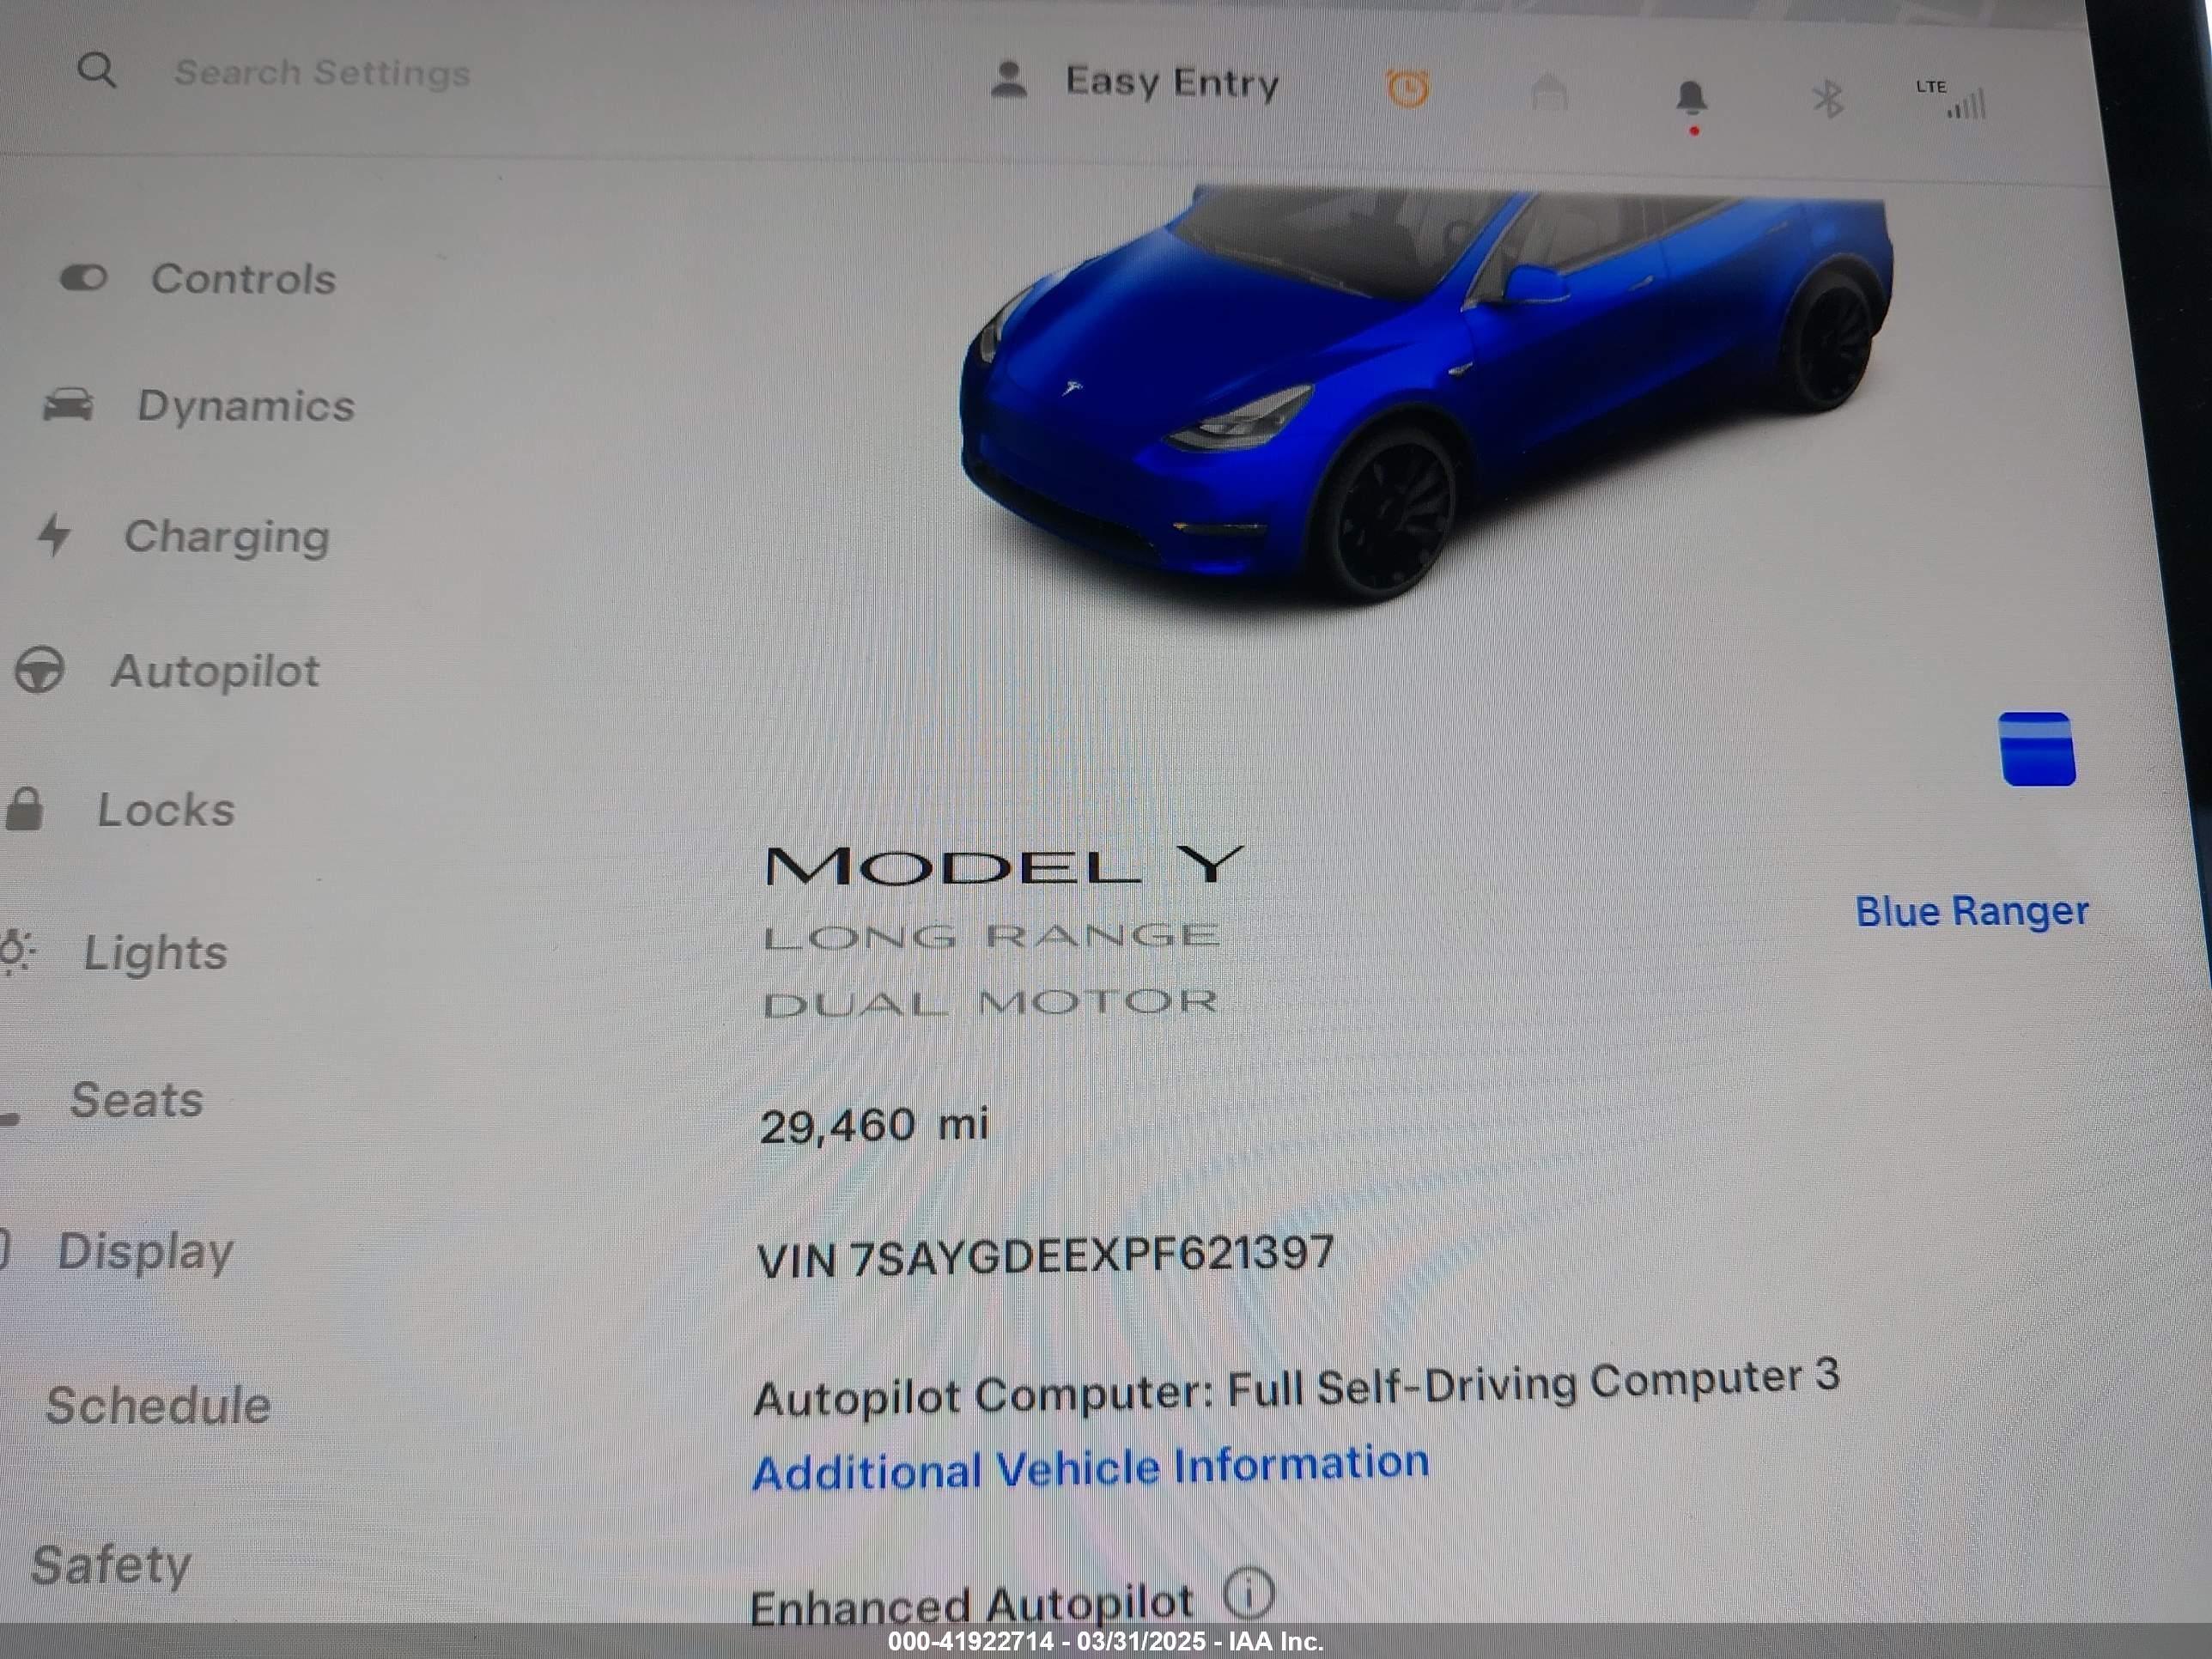 Search Settings
Easy Entry
LTE
Controls
Dynamics
Charging
Autopilot
Locks
Lights
Seats
Display
Schedule
Safety
MODEL Y
LONG RANGE
DUAL MOTOR
Blue Ranger
29,460 mi
VIN 7SAYGDEEXPF621397
Autopilot Computer: Full Self-Driving Computer 3
Additional Vehicle Information
Enhanced Autopilot
000-41922714 - 03/31/2025 - IAA Inc.